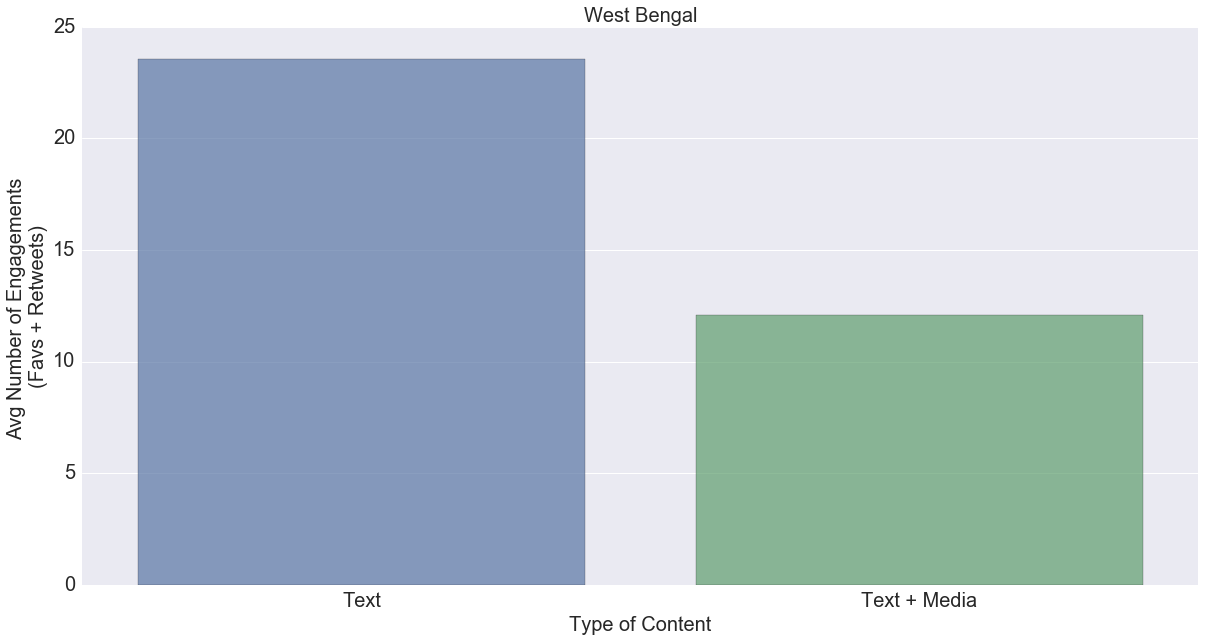 West Bengal
25
20
15
10
5
0
Avg Number of Engagements
(Favs + Retweets)
Text
Text + Media
Type of Content